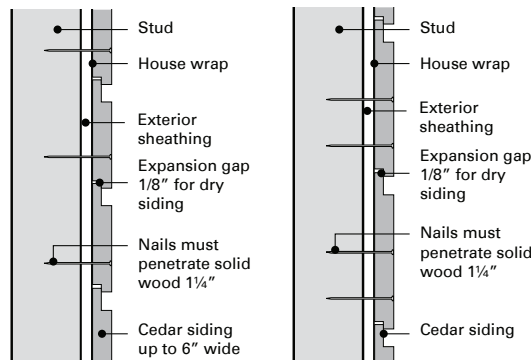 Stud
House wrap
Exterior
sheathing
Expansion gap
1/8” for dry
siding
Nails must
penetrate solid
wood 1¼”
Cedar siding
up to 6” wide
Stud
House wrap
Exterior
sheathing
Expansion gap
1/8” for dry
siding
Nails must
penetrate solid
wood 1¼”
Cedar siding